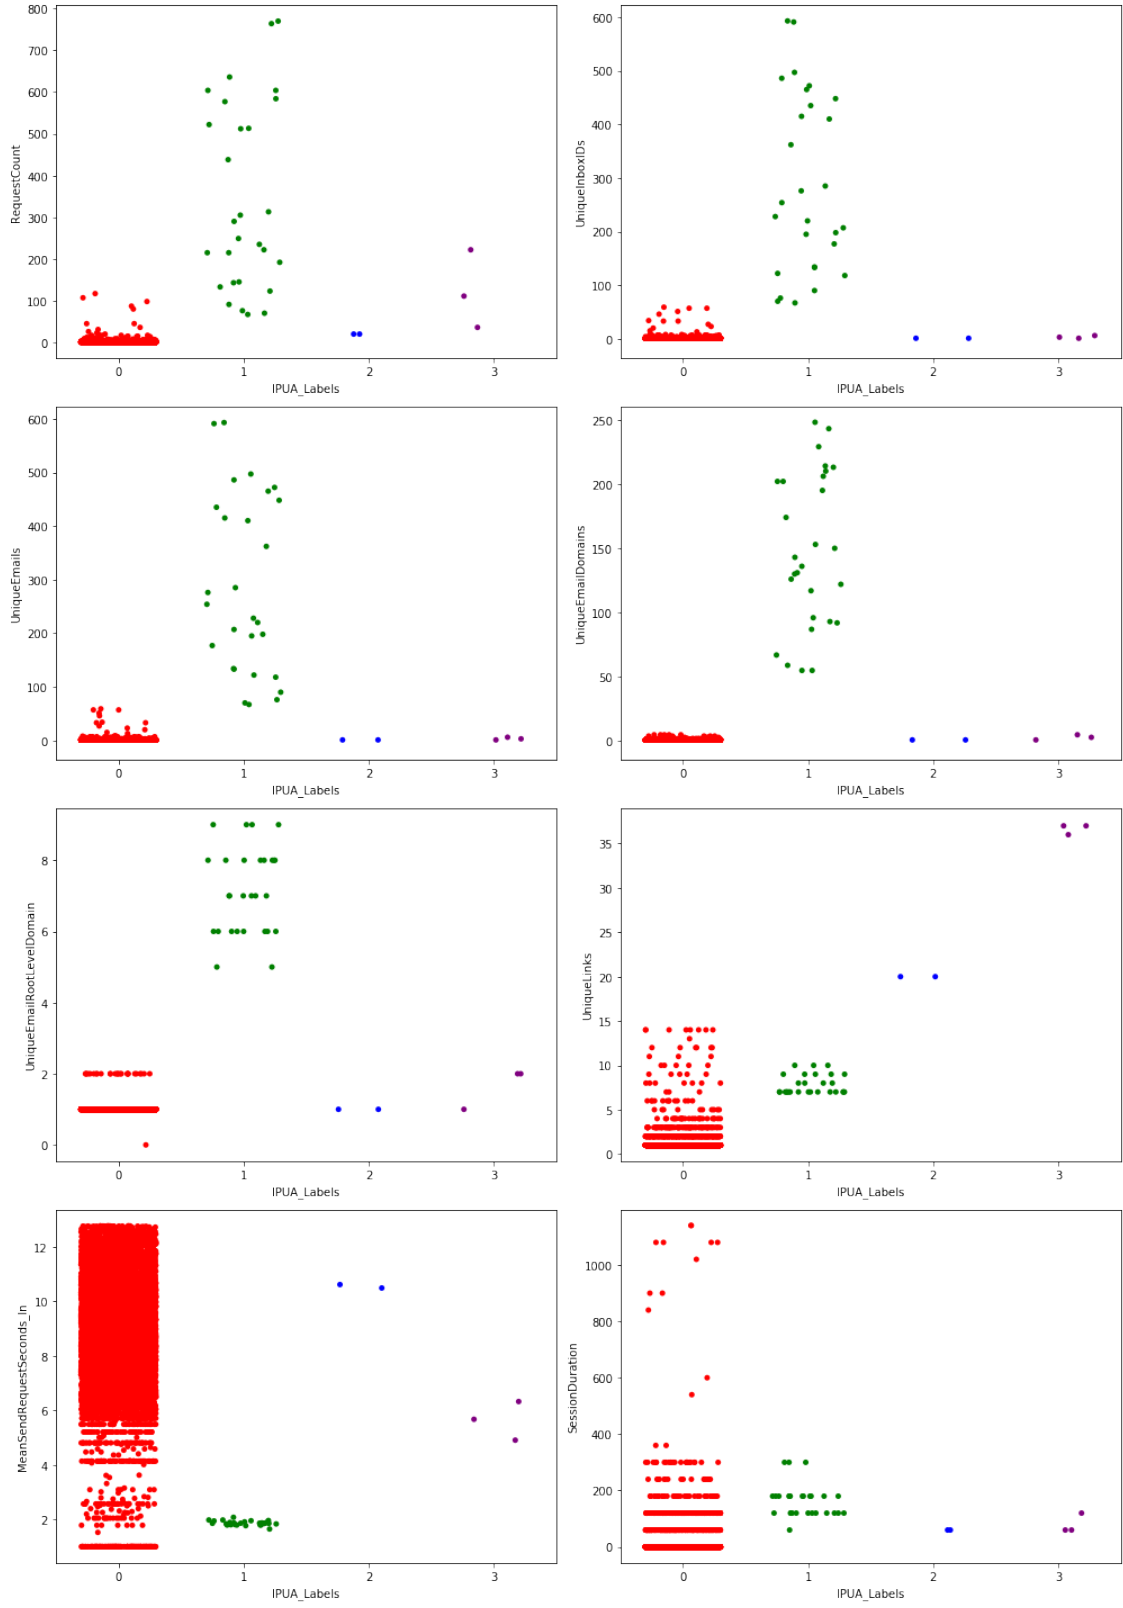 800
700
600
500
400
300
200
100
0
RequestCount
0 1 2 3
IPUA_Labels
600
500
400
300
200
100
0
UniqueInboxIDs
0 1 2 3
IPUA_Labels
600
500
400
300
200
100
0
UniqueEmails
0 1 2 3
IPUA_Labels
250
200
150
100
50
0
UniqueEmailDomains
0 1 2 3
IPUA_Labels
8
6
4
2
0
UniqueEmailRootLevelDomain
0 1 2 3
IPUA_Labels
35
30
25
20
15
10
5
0
UniqueLinks
0 1 2 3
IPUA_Labels
12
10
8
6
4
2
MeanSendRequestSeconds_ln
0 1 2 3
IPUA_Labels
1000
800
600
400
200
0
SessionDuration
0 1 2 3
IPUA_Labels